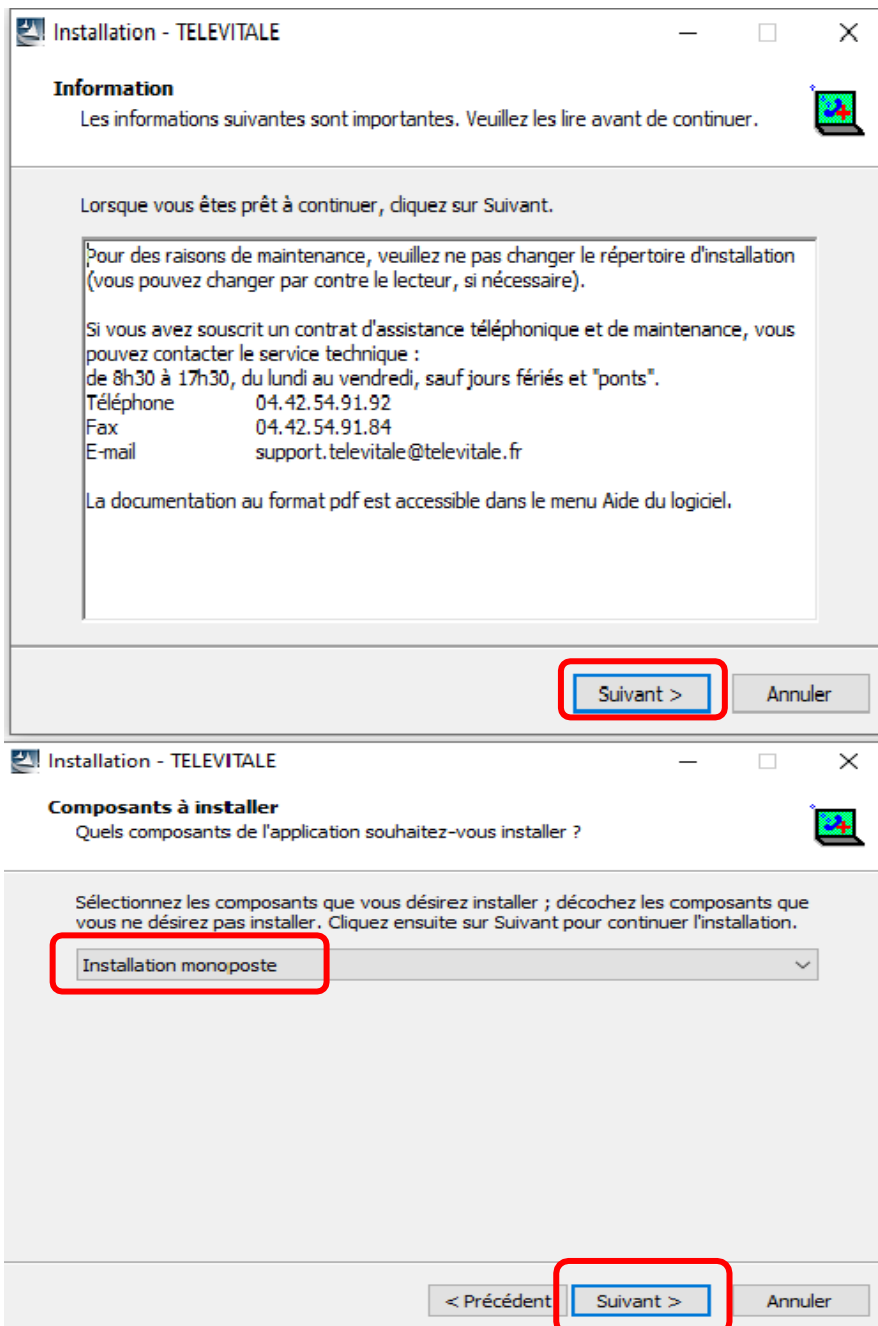 Installation - TELEVITALE
Information
Les informations suivantes sont importantes. Veuillez les lire avant de continuer.
Lorsque vous êtes prêt à continuer, cliquez sur Suivant.
Pour des raisons de maintenance, veuillez ne pas changer le répertoire d'installation
(vous pouvez changer par contre le lecteur, si nécessaire).
Si vous avez souscrit un contrat d'assistance téléphonique et de maintenance, vous
pouvez contacter le service technique :
de 8h30 à 17h30, du lundi au vendredi, sauf jours fériés et "ponts".
Téléphone 04.42.54.91.92
Fax 04.42.54.91.84
E-mail support.televitale@televitale.fr
La documentation au format pdf est accessible dans le menu Aide du logiciel.
Suivant > Annuler
Installation - TELEVITALE
Composants à installer
Quels composants de l'application souhaitez-vous installer ?
Sélectionnez les composants que vous désirez installer ; décochez les composants que
vous ne désirez pas installer. Cliquez ensuite sur Suivant pour continuer l'installation.
Installation monoposte
< Précédent Suivant > Annuler